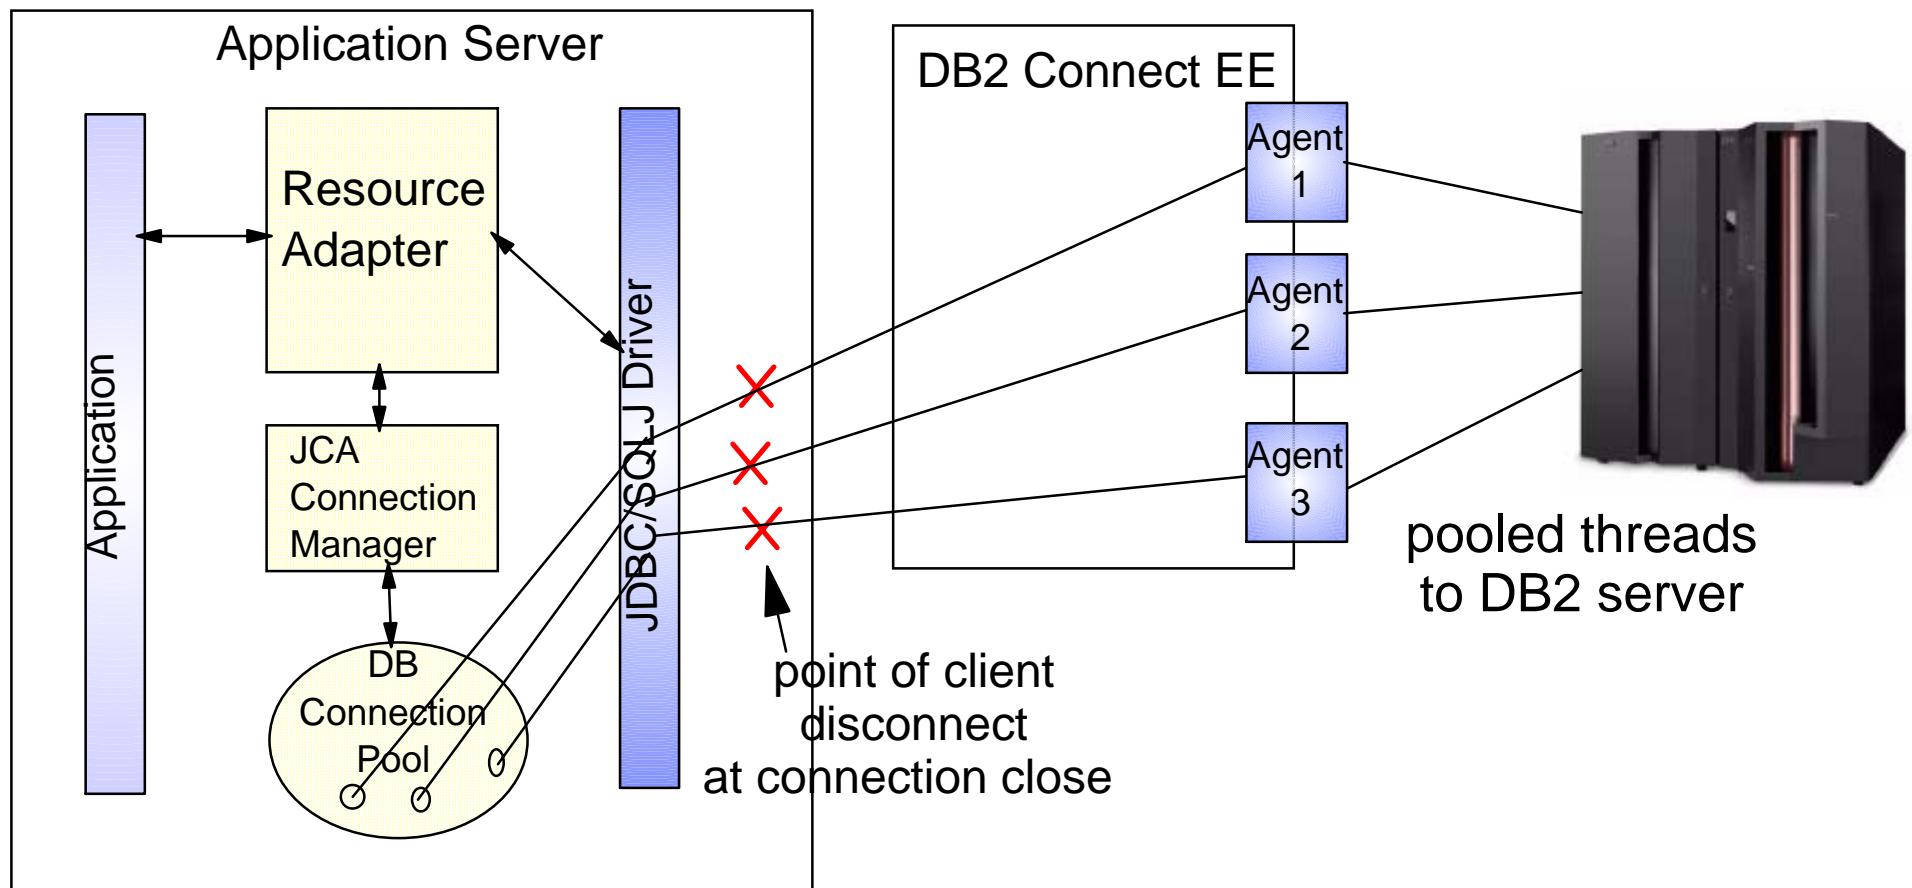 Application Server
Application
Resource
Adapter
JCA
Connection
Manager
DB
Connection
Pool
JDBC/SQLJ Driver
point of client
disconnect
at connection close
DB2 Connect EE
Agent
1
Agent
2
Agent
3
pooled threads
to DB2 server